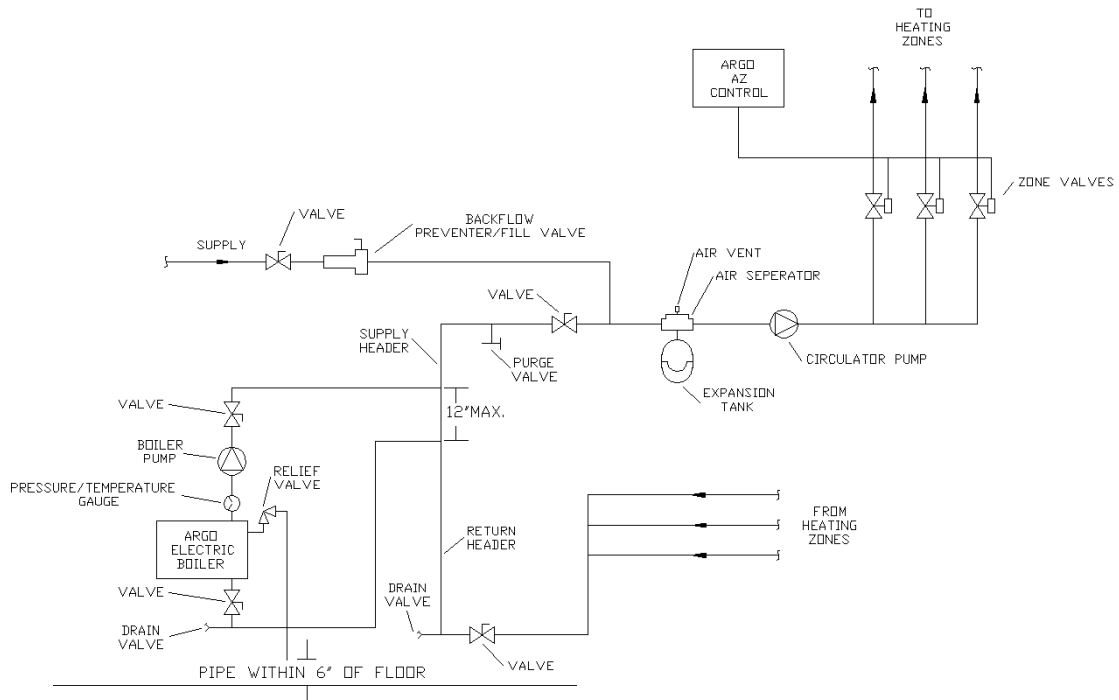 TO
HEATING
ZONES
ARGO
AZ
CONTROL
ZONE VALVES
VALVE
BACKFLOW
PREVENTER/FILL VALVE
SUPPLY
AIR VENT
AIR SEPERATOR
VALVE
SUPPLY
HEADER
PURGE
VALVE
CIRCULATOR PUMP
EXPANSION
TANK
VALVE
12"MAX.
BOILER
PUMP
RELIEF
VALVE
PRESSURE/TEMPERATURE
GAUGE
ARGO
ELECTRIC
BOILER
RETURN
HEADER
FROM
HEATING
ZONES
VALVE
DRAIN
VALVE
DRAIN
VALVE
VALVE
PIPE WITHIN 6" OF FLOOR